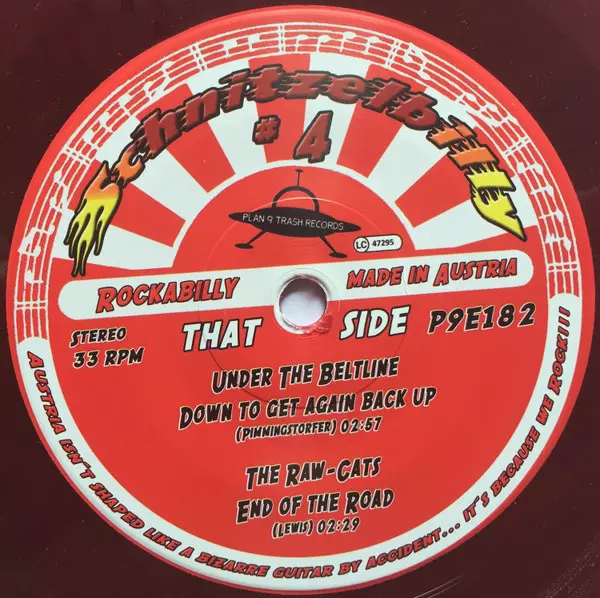 Schnitzelbilly
# 4
PLAN 9 TRASH RECORDS
LC 47295
ROCKABILLY MADE IN AUSTRIA
STEREO
33 RPM
THAT SIDE P9E182
UNDER THE BELTLINE
DOWN TO GET AGAIN BACK UP
(PIMMINGSTORFER) 02:57
THE RAW-CATS
END OF THE ROAD
(LEWIS) 02:29
AUSTRIA ISN'T SHAPED LIKE A BIZARRE GUITAR BY ACCIDENT... IT'S BECAUSE WE ROCK!!!